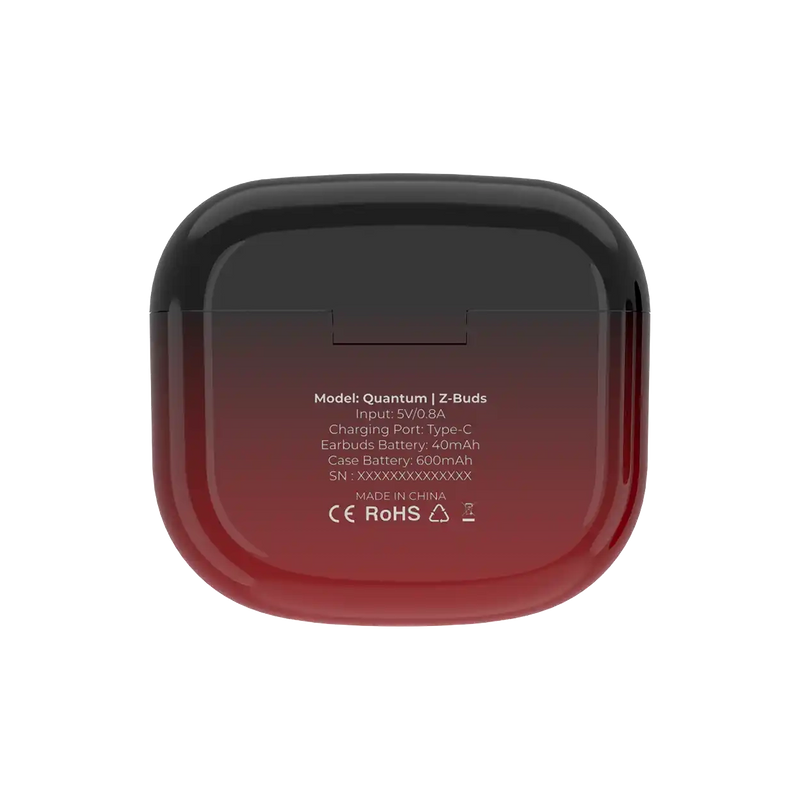 Model: Quantum | Z-Buds
Input: 5V/0.8A
Charging Port: Type-C
Earbuds Battery: 40mAh
Case Battery: 600mAh
SN : XXXXXXXXXXXXXX
MADE IN CHINA
CE RoHS